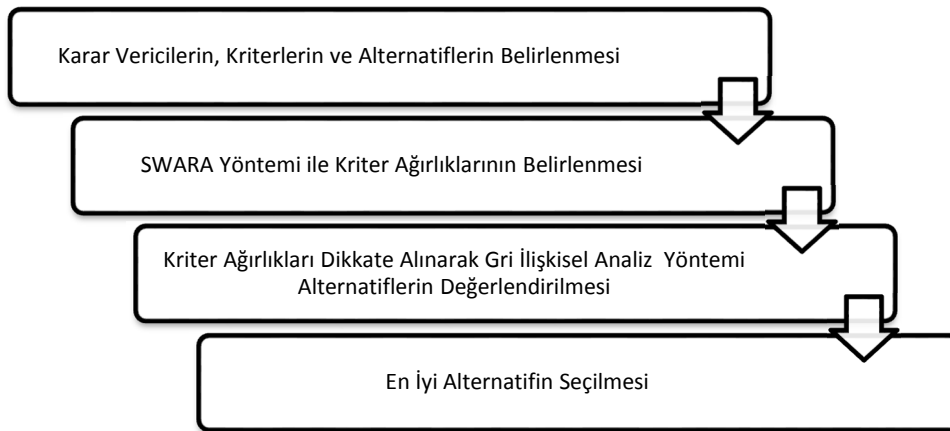 Karar Vericilerin, Kriterlerin ve Alternatiflerin Belirlenmesi
SWARA Yöntemi ile Kriter Ağırlıklarının Belirlenmesi
Kriter Ağırlıkları Dikkate Alınarak Gri İlişkisel Analiz Yöntemi
Alternatiflerin Değerlendirilmesi
En İyi Alternatifin Seçilmesi